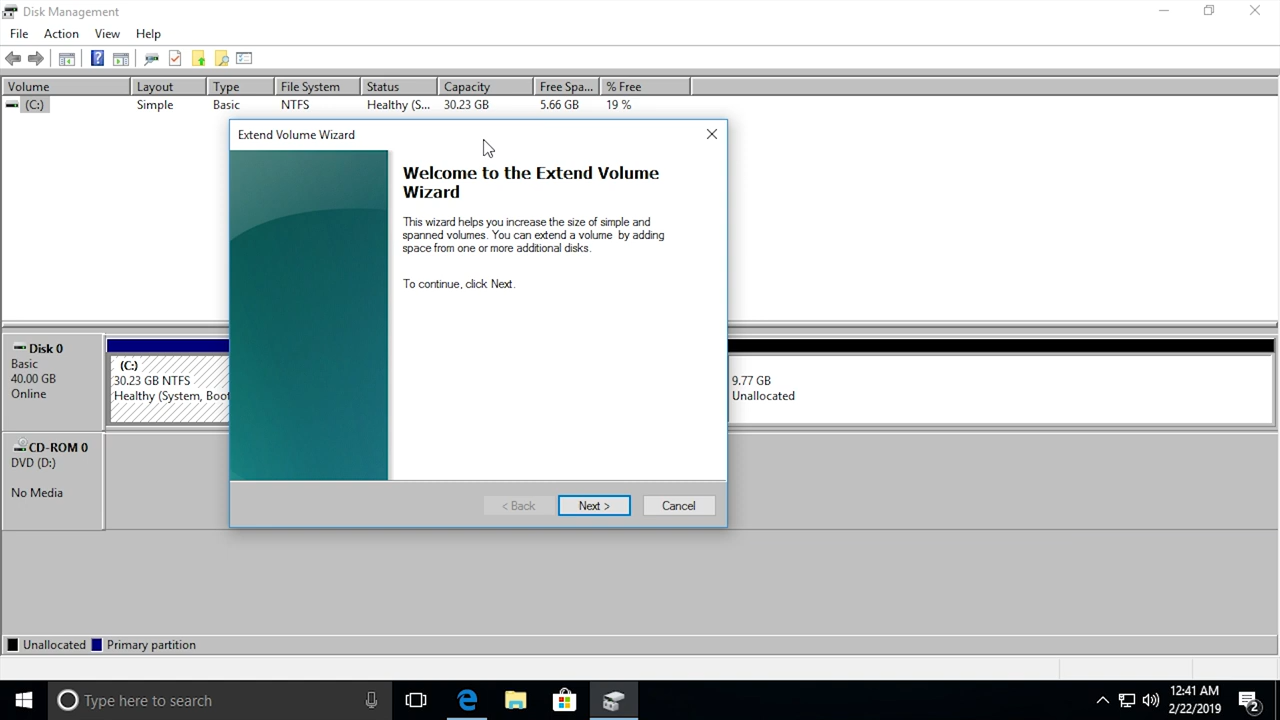 Disk Management
File Action View Help
Volume Layout Type File System Status Capacity Free Spa... % Free
(C:) Simple Basic NTFS Healthy (S... 30.23 GB 5.66 GB 19 %
Extend Volume Wizard
Welcome to the Extend Volume
Wizard
This wizard helps you increase the size of simple and
spanned volumes. You can extend a volume by adding
space from one or more additional disks.
To continue, click Next.
< Back Next > Cancel
Disk 0
Basic
40.00 GB
Online
(C:)
30.23 GB NTFS
Healthy (System, Boot
9.77 GB
Unallocated
CD-ROM 0
DVD (D:)
No Media
Unallocated Primary partition
Type here to search
12:41 AM
2/22/2019
2